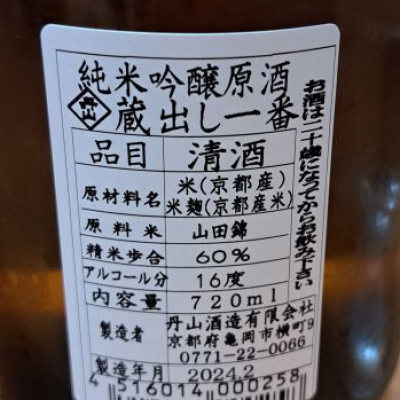 純米吟醸原酒
丹山 蔵出し一番
品目 清酒
原材料名 米(京都産)
米麹(京都産米)
原料米 山田錦
精米歩合 60%
アルコール分 16度
内容量 720ml
製造者 丹山酒造有限会社
京都府亀岡市横町9
0771-22-0066
製造年月 2024.2
4 516014 000258
お酒は二十歳になってからお飲み下さい